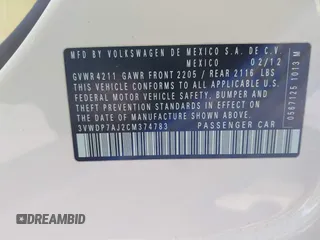 MFD BY VOLKSWAGEN DE MEXICO S.A. DE C.V.
MEXICO 02/12
GVWR 4211 GAWR FRONT 2205 / REAR 2116 LBS
THIS VEHICLE CONFORMS TO ALL APPLICABLE
FEDERAL MOTOR VEHICLE SAFETY, BUMPER, AND
THEFT PREVENTION STANDARDS IN EFFECT ON THE
DATE OF MANUFACTURE SHOWN ABOVE.
3VWDP7AJ2CM374783 PASSENGER CAR
0567125 1013 M
DREAMBID